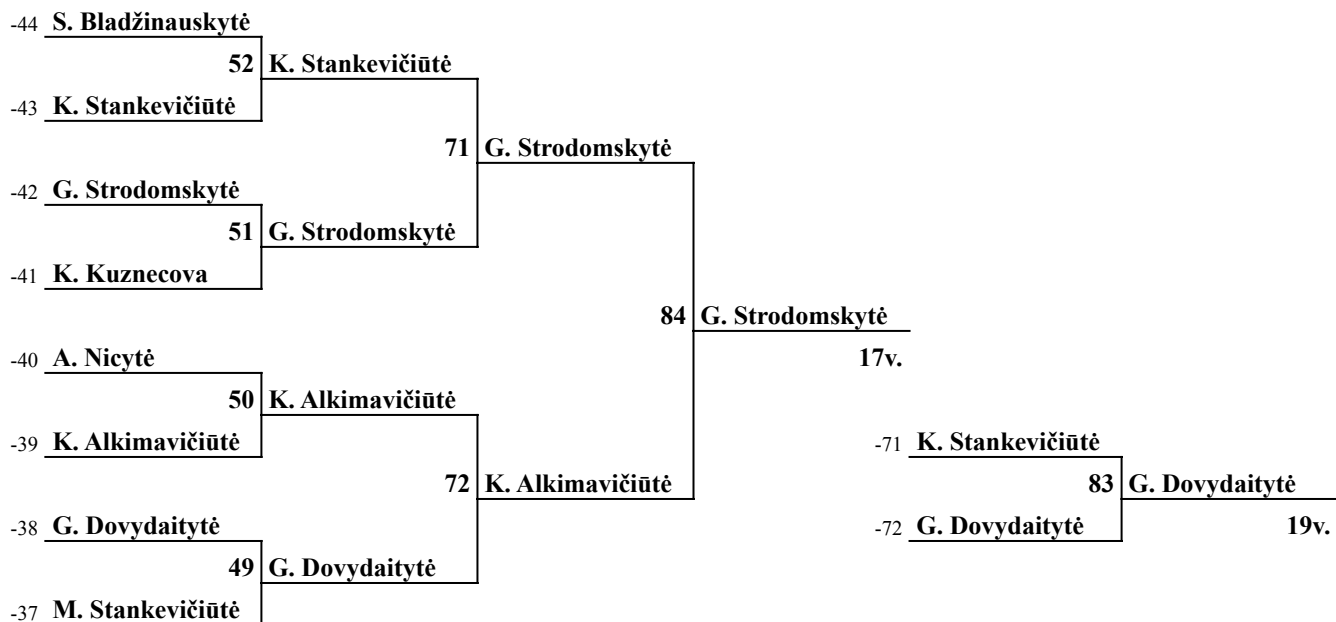 -44 S. Bladžinauskytė
52 K. Stankevičiūtė
-43 K. Stankevičiūtė
71 G. Strodomskytė
-42 G. Strodomskytė
51 G. Strodomskytė
-41 K. Kuznecova
84 G. Strodomskytė
-40 A. Nicytė 17v.
50 K. Alkimavičiūtė
-39 K. Alkimavičiūtė -71 K. Stankevičiūtė
72 K. Alkimavičiūtė 83 G. Dovydaitytė
-38 G. Dovydaitytė -72 G. Dovydaitytė 19v.
49 G. Dovydaitytė
-37 M. Stankevičiūtė